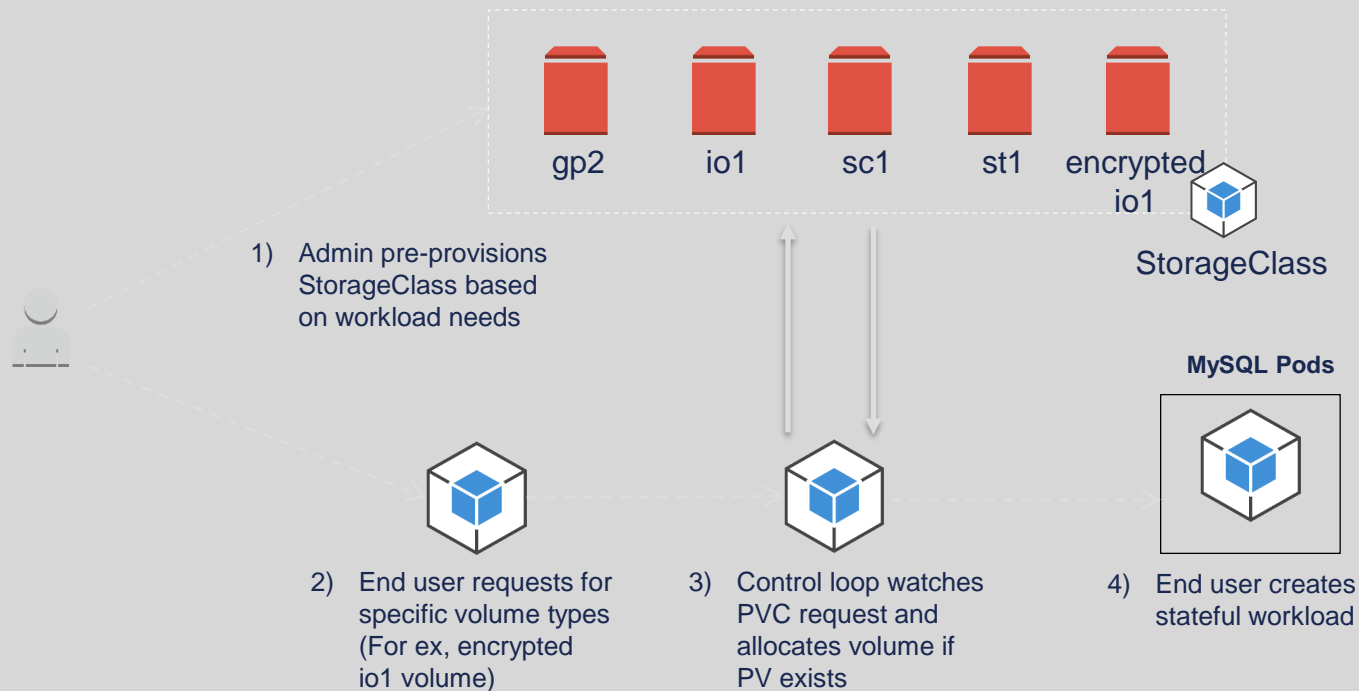 gp2
io1
sc1
st1
encrypted
io1
StorageClass
1) Admin pre-provisions
StorageClass based
on workload needs
MySQL Pods
2) End user requests for
specific volume types
(For ex, encrypted
io1 volume)
3) Control loop watches
PVC request and
allocates volume if
PV exists
4) End user creates
stateful workload